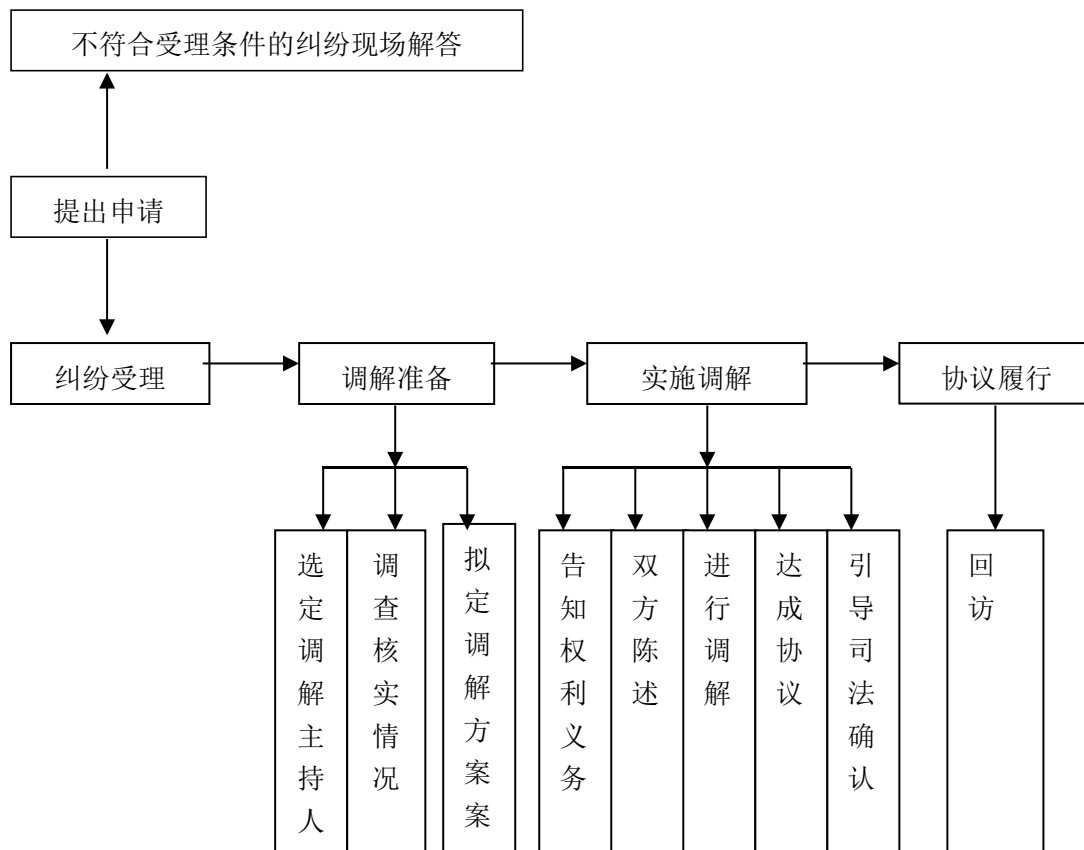 不符合受理条件的纠纷现场解答
提出申请
纠纷受理
调解准备
实施调解
协议履行
选定调解主持人
调查核实情况
拟定调解方案案
告知权利义务
双方陈述
进行调解
达成协议
引导司法确认
回访